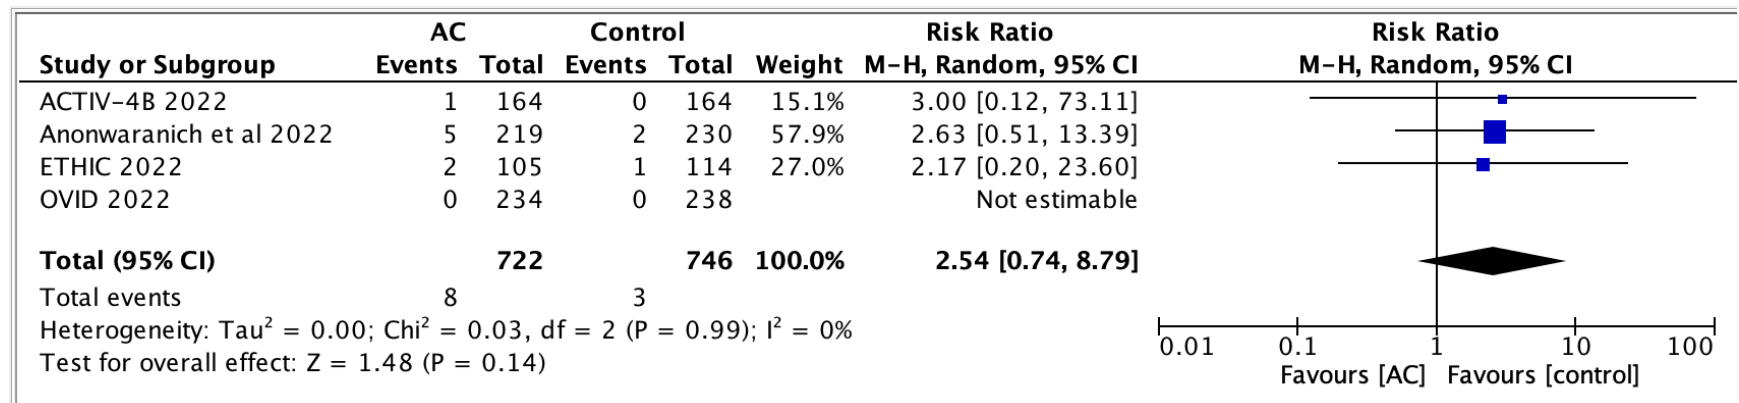 AC Control Risk Ratio Risk Ratio
Study or Subgroup Events Total Events Total Weight M-H, Random, 95% CI M-H, Random, 95% CI
ACTIV-4B 2022 1 164 0 164 15.1% 3.00 [0.12, 73.11]
Anonwaranich et al 2022 5 219 2 230 57.9% 2.63 [0.51, 13.39]
ETHIC 2022 2 105 1 114 27.0% 2.17 [0.20, 23.60]
OVID 2022 0 234 0 238 Not estimable
Total (95% CI) 722 746 100.0% 2.54 [0.74, 8.79]
Total events 8 3
Heterogeneity: Tau² = 0.00; Chi² = 0.03, df = 2 (P = 0.99); I² = 0%
Test for overall effect: Z = 1.48 (P = 0.14)
0.01 0.1 1 10 100
Favours [AC] Favours [control]